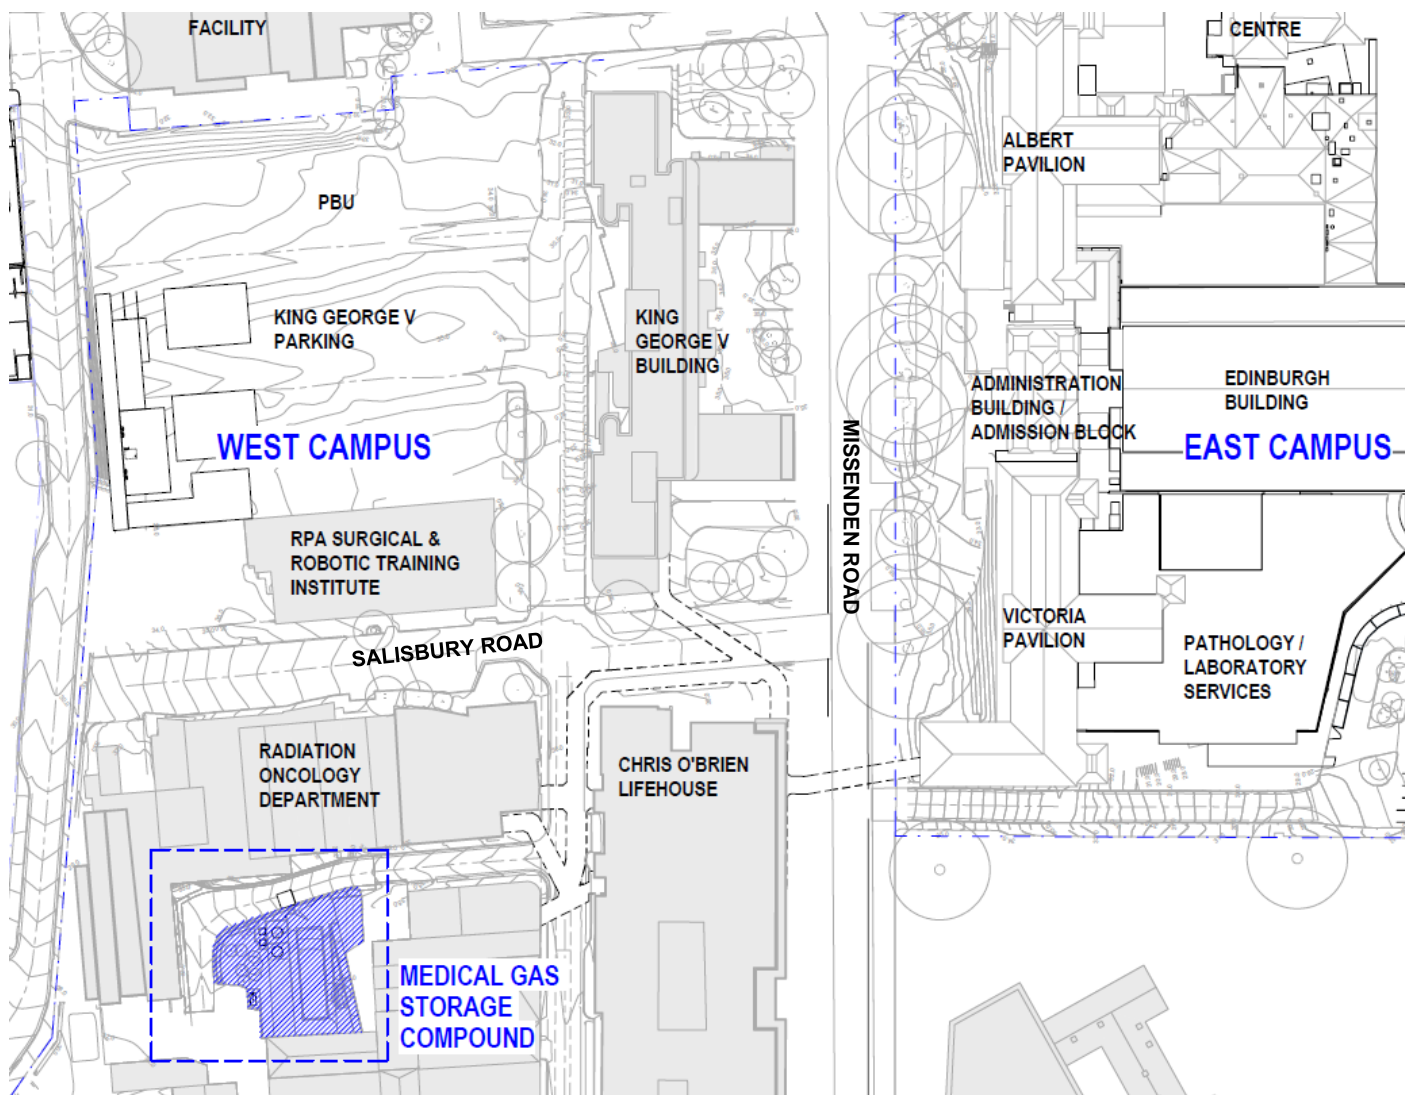 FACILITY
CENTRE
ALBERT
PAVILION
PBU
KING GEORGE V
PARKING
KING
GEORGE V
BUILDING
ADMINISTRATION
BUILDING /
ADMISSION BLOCK
EDINBURGH
BUILDING
WEST CAMPUS
EAST CAMPUS
MISSENDEN ROAD
RPA SURGICAL &
ROBOTIC TRAINING
INSTITUTE
SALISBURY ROAD
VICTORIA
PAVILION
PATHOLOGY /
LABORATORY
SERVICES
RADIATION
ONCOLOGY
DEPARTMENT
CHRIS O'BRIEN
LIFEHOUSE
MEDICAL GAS
STORAGE
COMPOUND